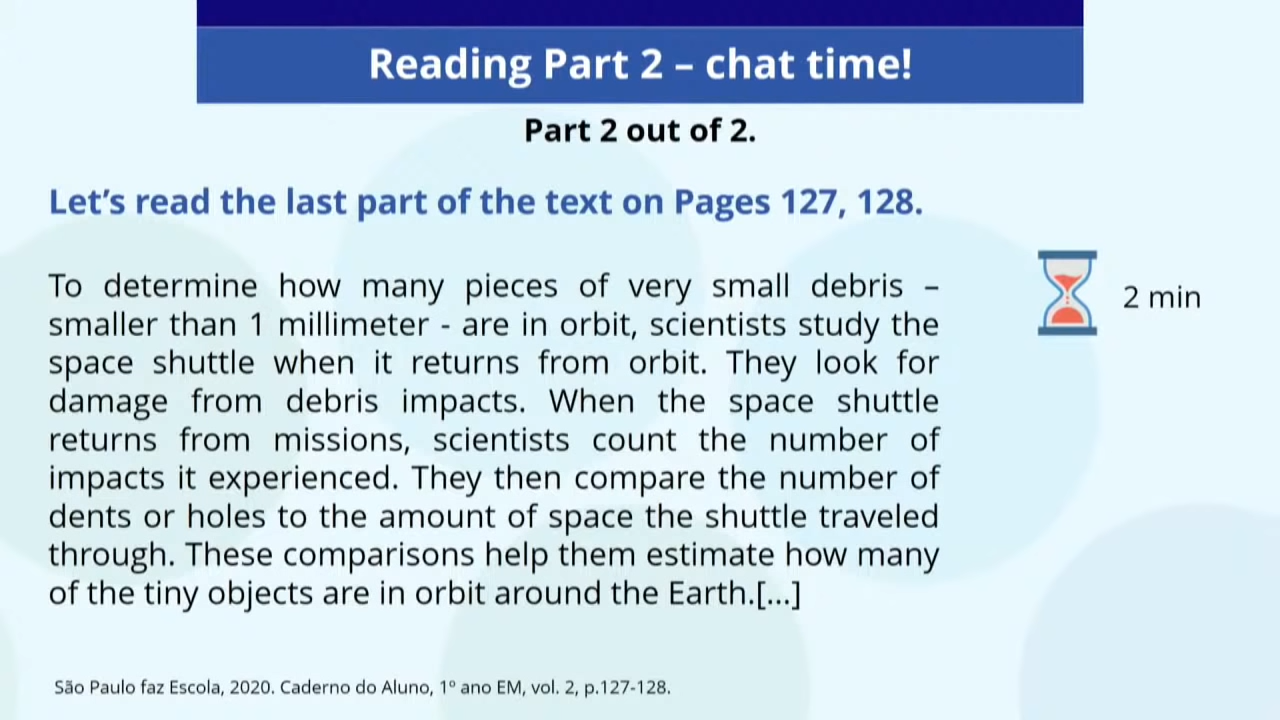 Reading Part 2 – chat time!
Part 2 out of 2.
Let’s read the last part of the text on Pages 127, 128.
To determine how many pieces of very small debris –
smaller than 1 millimeter - are in orbit, scientists study the
space shuttle when it returns from orbit. They look for
damage from debris impacts. When the space shuttle
returns from missions, scientists count the number of
impacts it experienced. They then compare the number of
dents or holes to the amount of space the shuttle traveled
through. These comparisons help them estimate how many
of the tiny objects are in orbit around the Earth.[...]
2 min
São Paulo faz Escola, 2020. Caderno do Aluno, 1º ano EM, vol. 2, p.127-128.